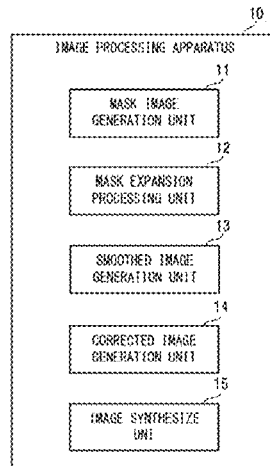 10
IMAGE PROCESSING APPARATUS
11
MASK IMAGE
GENERATION UNIT
12
MASK EXPANSION
PROCESSING UNIT
13
SMOOTHED IMAGE
GENERATION UNIT
14
CORRECTED IMAGE
GENERATION UNIT
15
IMAGE SYNTHESIZE
UNI